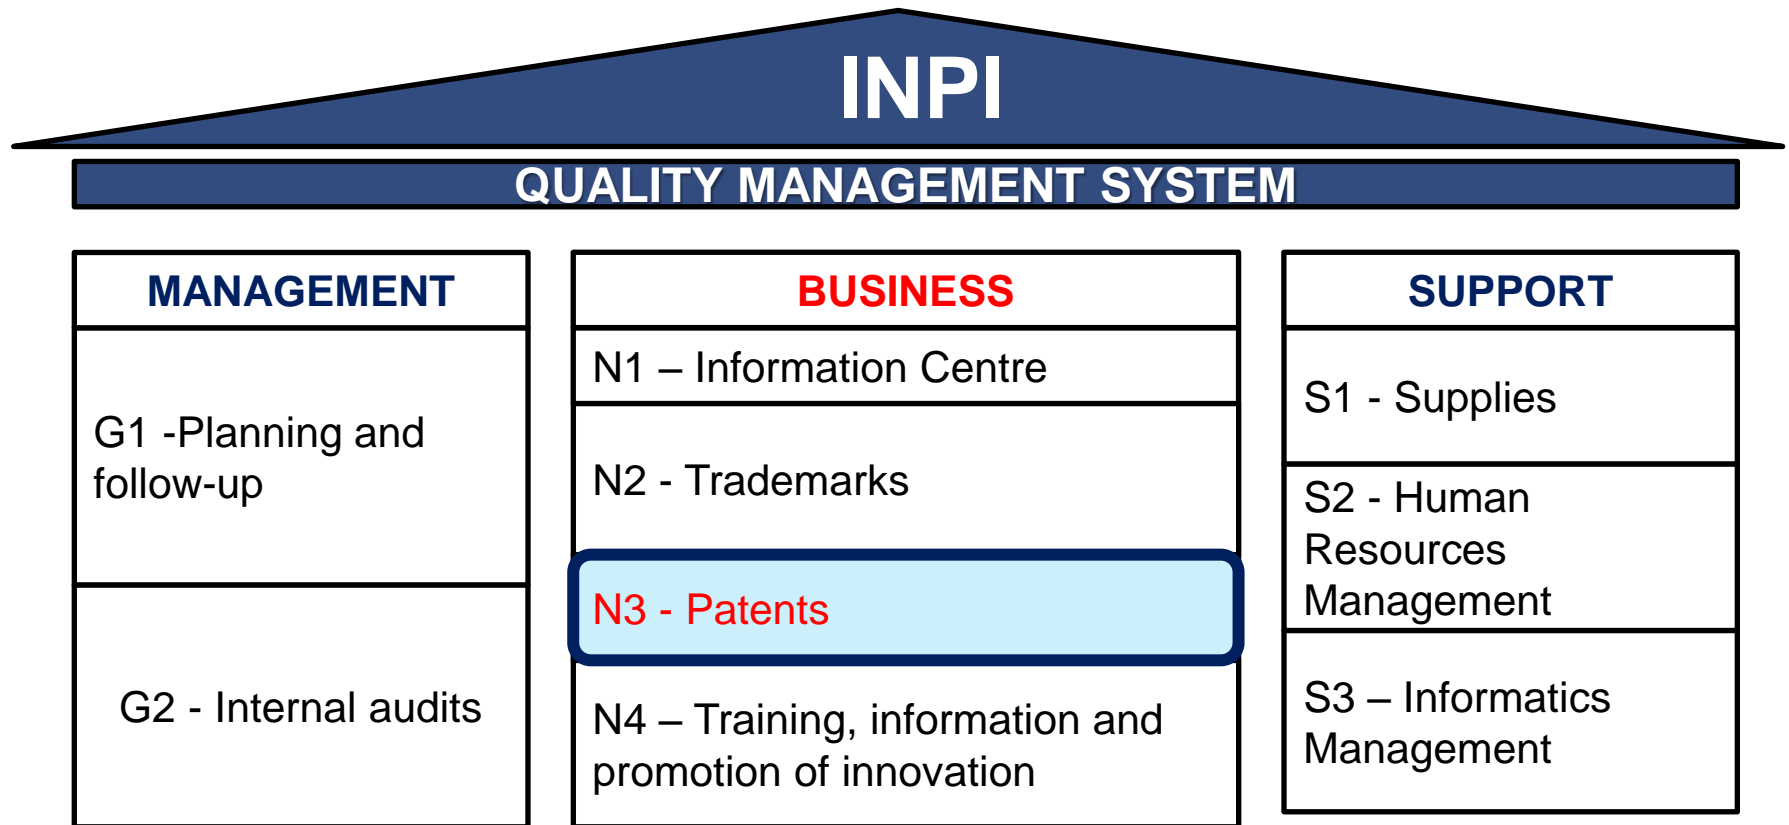 INPI
QUALITY MANAGEMENT SYSTEM
MANAGEMENT
G1 -Planning and
follow-up
G2 - Internal audits
BUSINESS
N1 – Information Centre
N2 - Trademarks
N3 - Patents
N4 – Training, information and
promotion of innovation
SUPPORT
S1 - Supplies
S2 - Human
Resources
Management
S3 – Informatics
Management